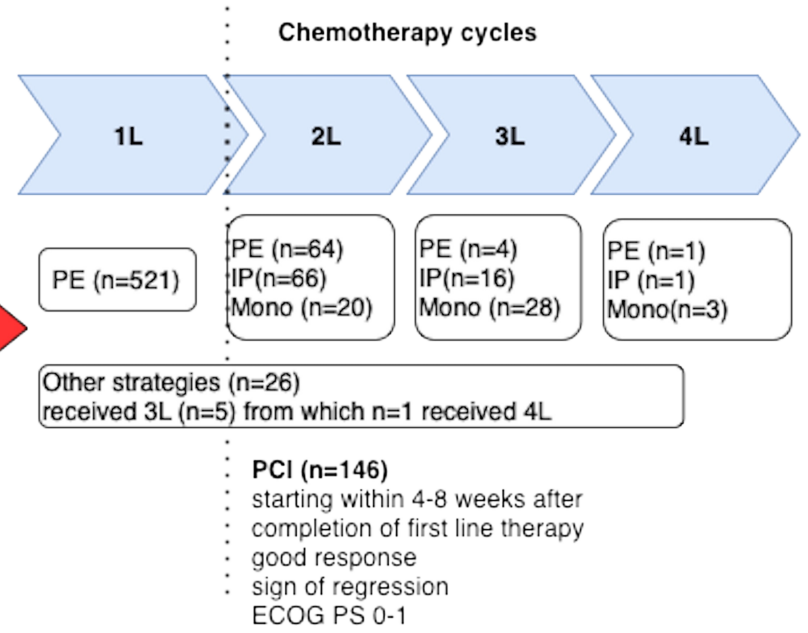 Chemotherapy cycles
1L
2L
3L
4L
PE (n=521)
PE (n=64)
IP(n=66)
Mono (n=20)
PE (n=4)
IP(n=16)
Mono (n=28)
PE (n=1)
IP (n=1)
Mono(n=3)
Other strategies (n=26)
received 3L (n=5) from which n=1 received 4L
PCI (n=146)
starting within 4-8 weeks after
completion of first line therapy
good response
sign of regression
ECOG PS 0-1